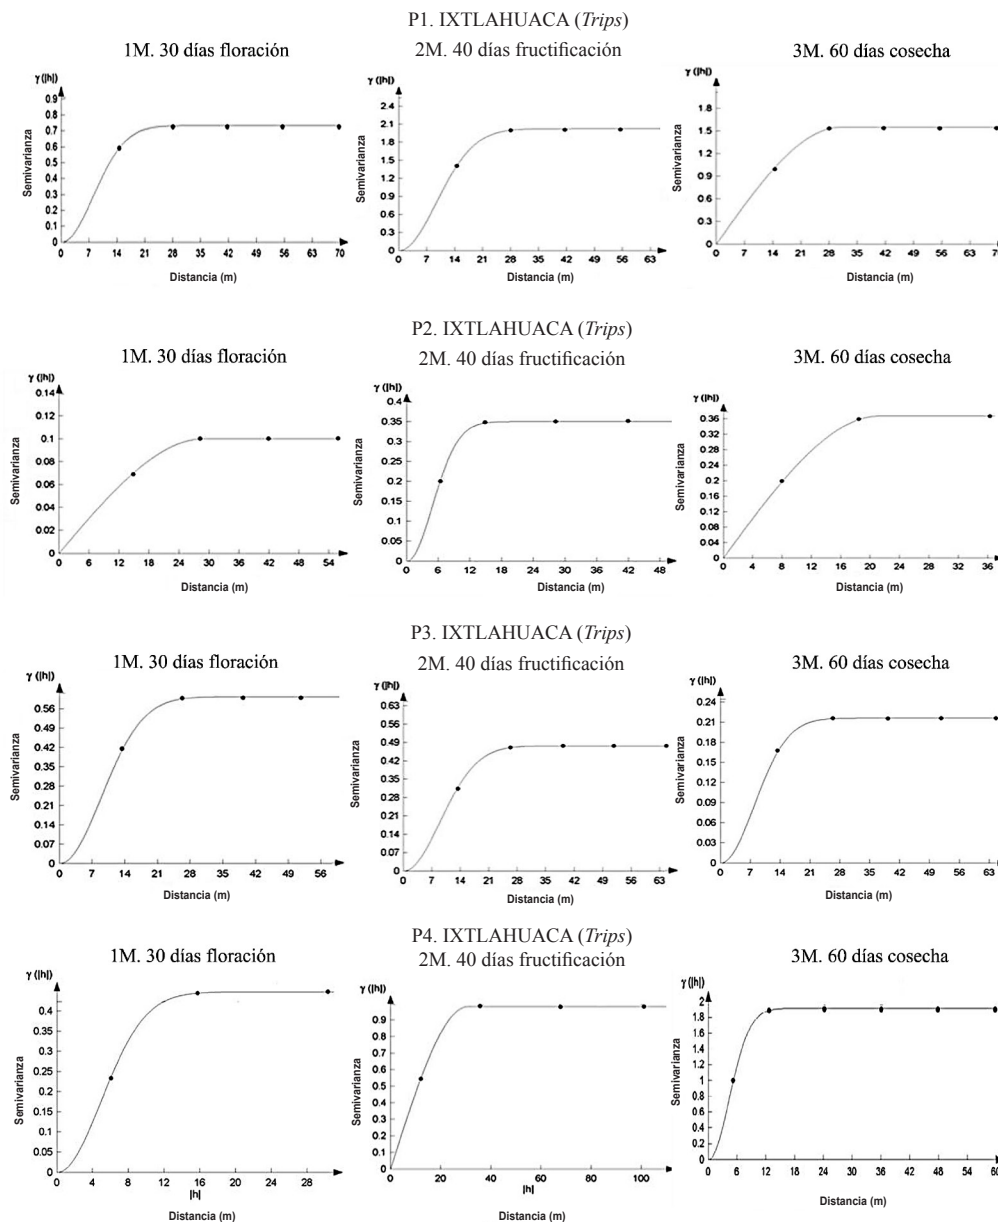 P1. IXTLAHUACA (Trips)
1M. 30 días floración
2M. 40 días fructificación
3M. 60 días cosecha
γ (|h|)
Semivarianza
0.9
0.8
0.7
0.6
0.5
0.4
0.3
0.2
0.1
0
0 7 14 21 28 35 42 49 56 63 70
Distancia (m)
γ (|h|)
Semivarianza
2.4
2.1
1.8
1.5
1.2
0.9
0.6
0.3
0
0 7 14 21 28 35 42 49 56 63
Distancia (m)
γ (|h|)
Semivarianza
1.8
1.5
1.2
0.9
0.6
0.3
0
0 7 14 21 28 35 42 49 56 63
Distancia (m)
P2. IXTLAHUACA (Trips)
1M. 30 días floración
2M. 40 días fructificación
3M. 60 días cosecha
γ (|h|)
Semivarianza
0.14
0.12
0.1
0.08
0.06
0.04
0.02
0
0 6 12 18 24 30 36 42 48 54
Distancia (m)
γ (|h|)
Semivarianza
0.4
0.35
0.3
0.25
0.2
0.15
0.1
0.05
0
0 6 12 18 24 30 36 42 48
Distancia (m)
γ (|h|)
Semivarianza
0.36
0.32
0.28
0.24
0.2
0.16
0.12
0.08
0.04
0
0 4 8 12 16 20 24 28 32 36
Distancia (m)
P3. IXTLAHUACA (Trips)
1M. 30 días floración
2M. 40 días fructificación
3M. 60 días cosecha
γ (|h|)
Semivarianza
0.56
0.49
0.42
0.35
0.28
0.21
0.14
0.07
0
0 7 14 21 28 35 42 49 56
Distancia (m)
γ (|h|)
Semivarianza
0.63
0.56
0.49
0.42
0.35
0.28
0.21
0.14
0.07
0
0 7 14 21 28 35 42 49 56 63
Distancia (m)
γ (|h|)
Semivarianza
0.24
0.21
0.18
0.15
0.12
0.09
0.06
0.03
0
0 7 14 21 28 35 42 49 56 63
Distancia (m)
P4. IXTLAHUACA (Trips)
1M. 30 días floración
2M. 40 días fructificación
3M. 60 días cosecha
γ (|h|)
Semivarianza
0.4
0.35
0.3
0.25
0.2
0.15
0.1
0.05
0
0 4 8 12 16 20 24 28
|h|
Distancia (m)
γ (|h|)
Semivarianza
0.9
0.8
0.7
0.6
0.5
0.4
0.3
0.2
0.1
0
0 20 40 60 80 100
|h|
Distancia (m)
γ (|h|)
Semivarianza
2
1.8
1.6
1.4
1.2
1
0.8
0.6
0.4
0.2
0
0 6 12 18 24 30 36 42 48 54 60
Distancia (m)